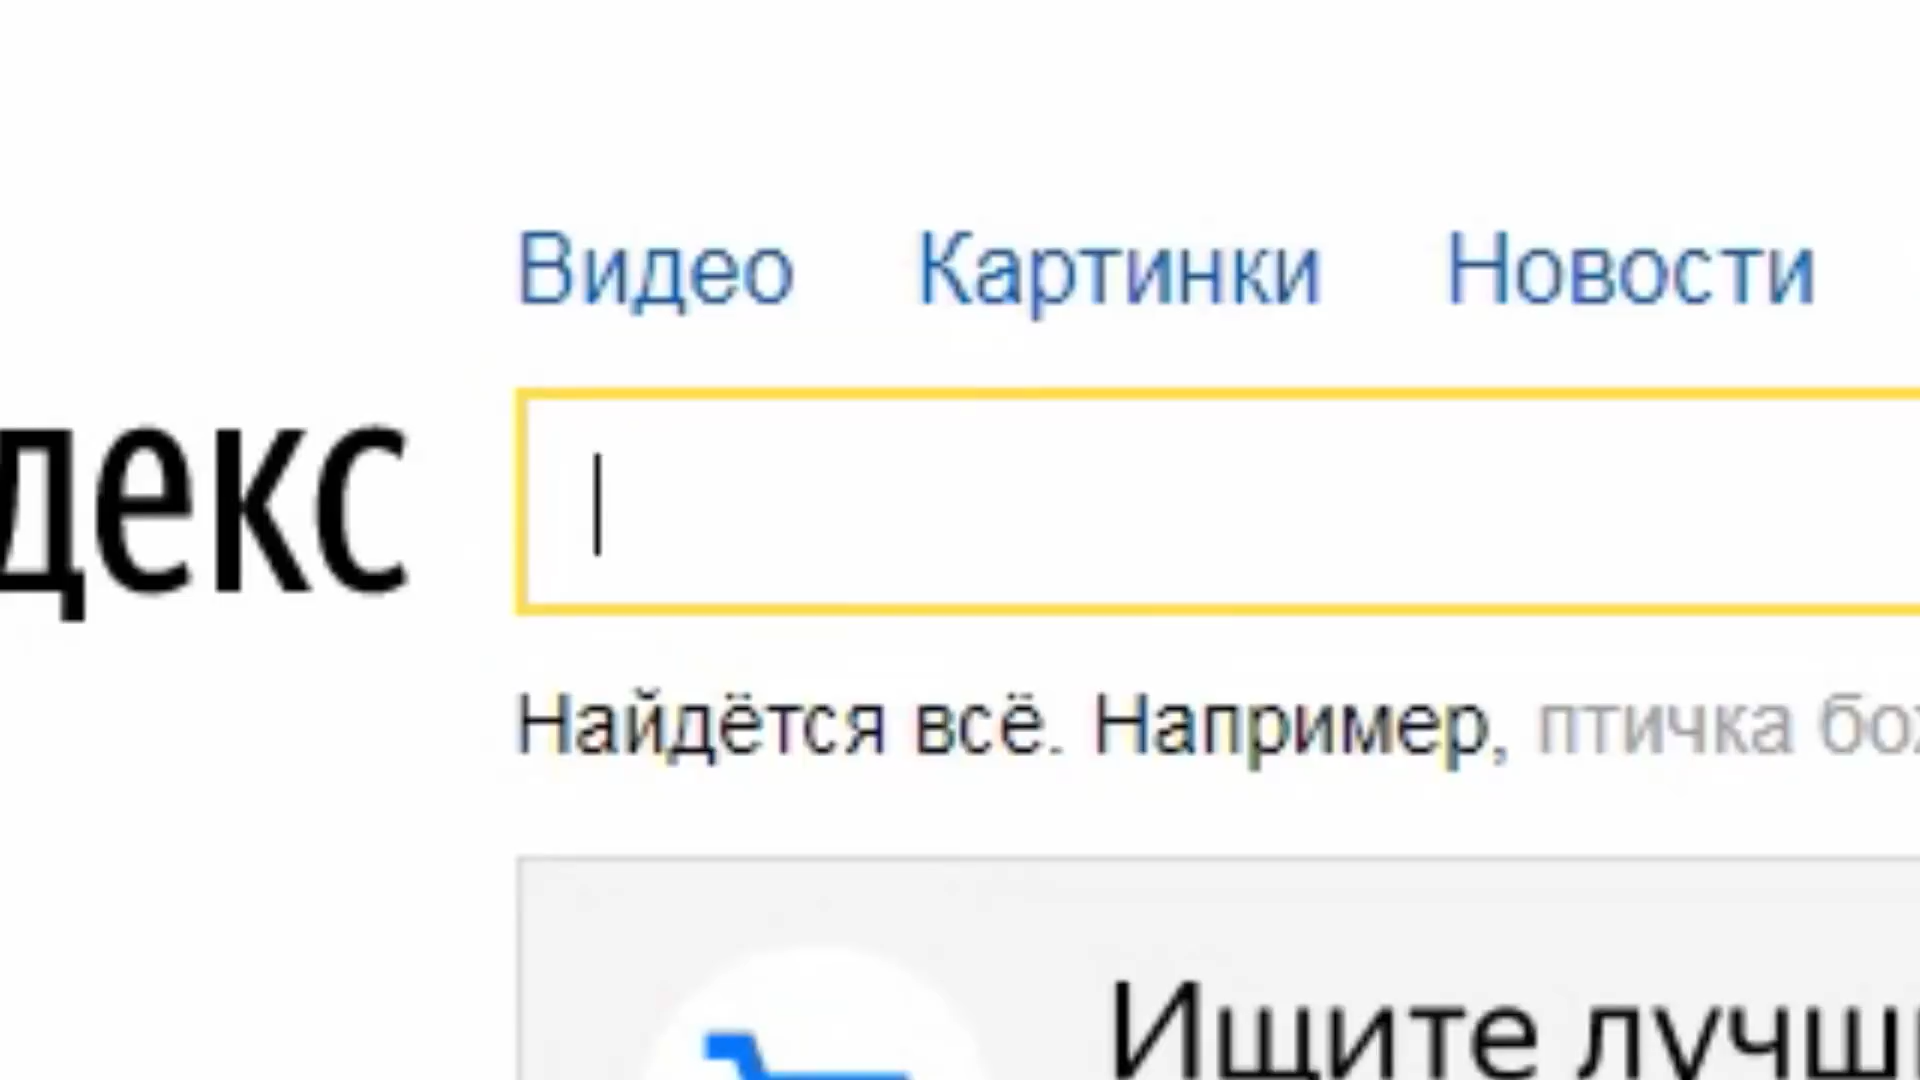 Видео Картинки Новости
декс
Найдётся всё. Например, птичка
Ищите